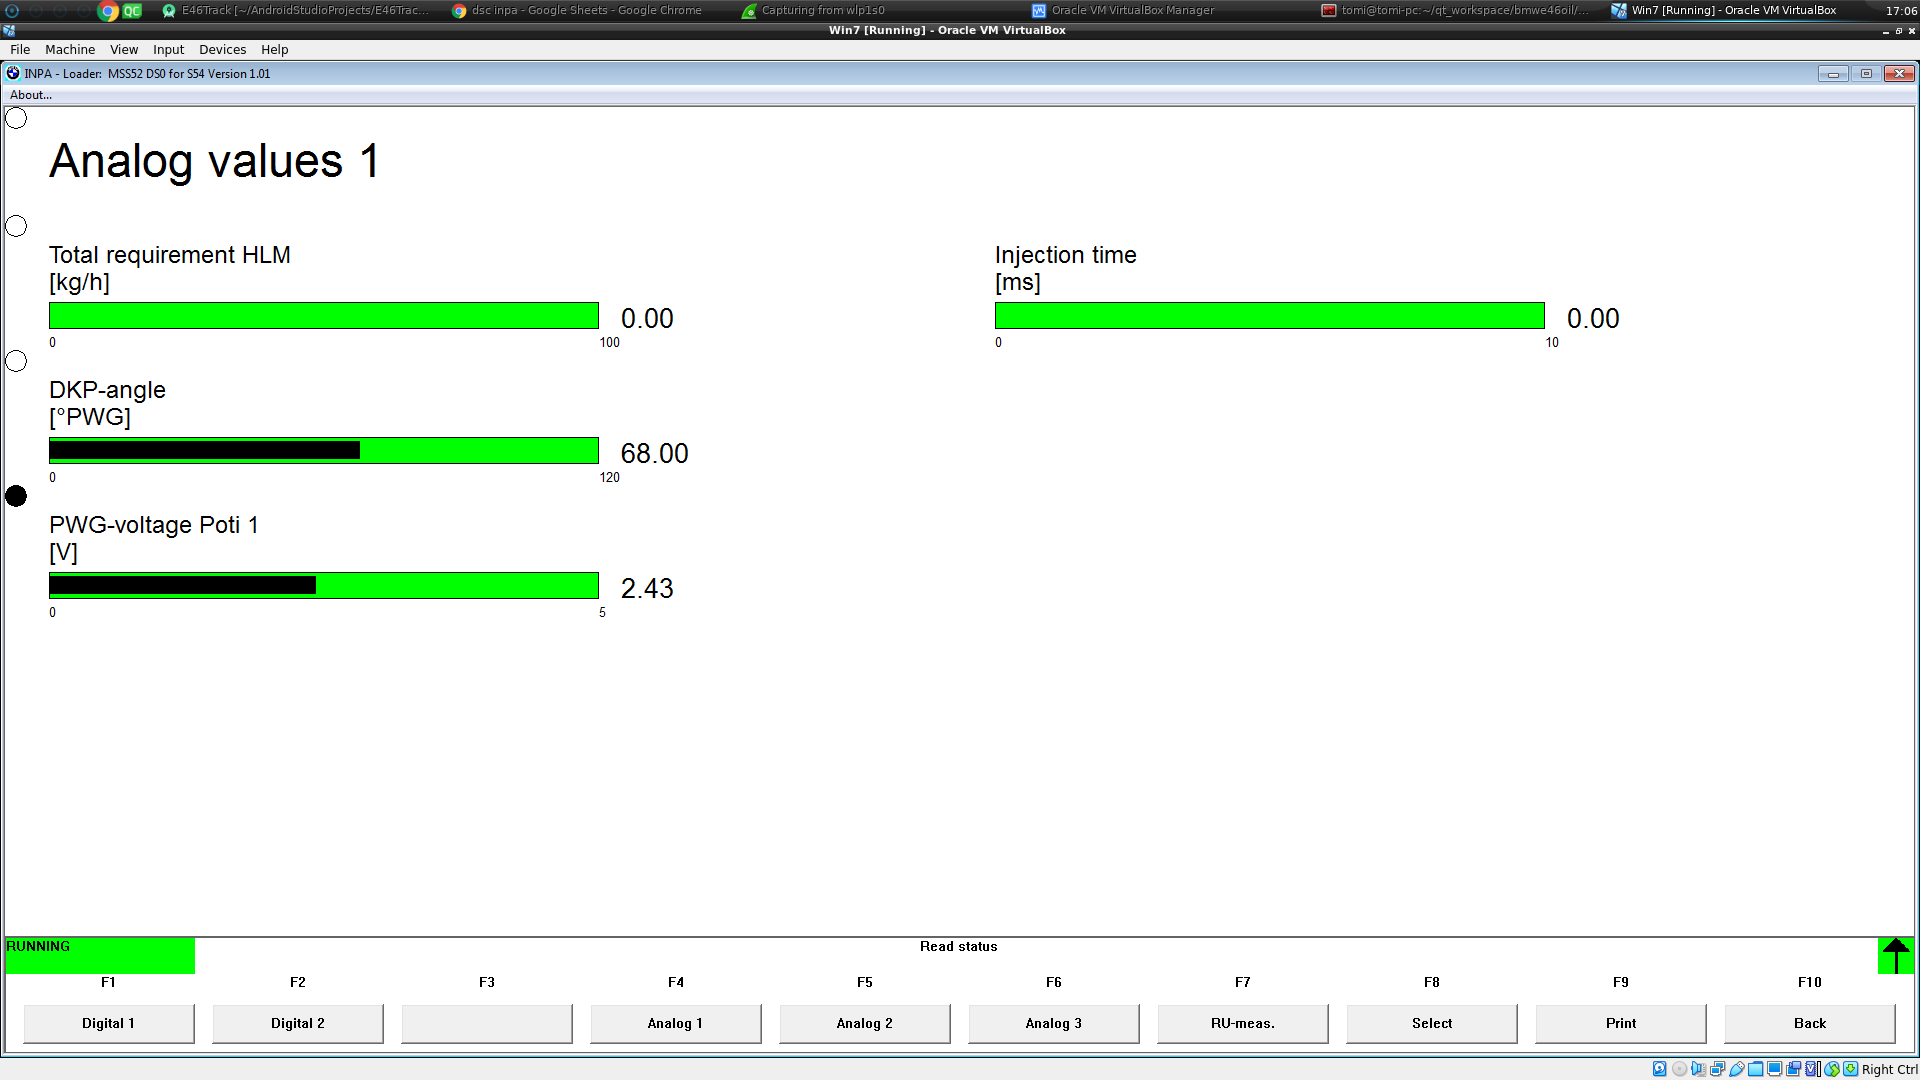 QC E46Track [~/AndroidStudioProjects/E46Trac... dsc inpa - Google Sheets - Google Chrome Capturing from wlp1s0 Oracle VM VirtualBox Manager tomi@tomi-pc:~/qt_workspace/bmwe46oil/... Win7 [Running] - Oracle VM VirtualBox 17:06
Win7 [Running] - Oracle VM VirtualBox
File Machine View Input Devices Help
INPA - Loader: MSS52 DS0 for S54 Version 1.01
About...
Analog values 1
Total requirement HLM
[kg/h]
0.00
0 100
Injection time
[ms]
0.00
0 10
DKP-angle
[°PWG]
68.00
0 120
PWG-voltage Poti 1
[V]
2.43
0 5
RUNNING
Read status
F1 F2 F3 F4 F5 F6 F7 F8 F9 F10
Digital 1 Digital 2 Analog 1 Analog 2 Analog 3 RU-meas. Select Print Back
Right Ctrl